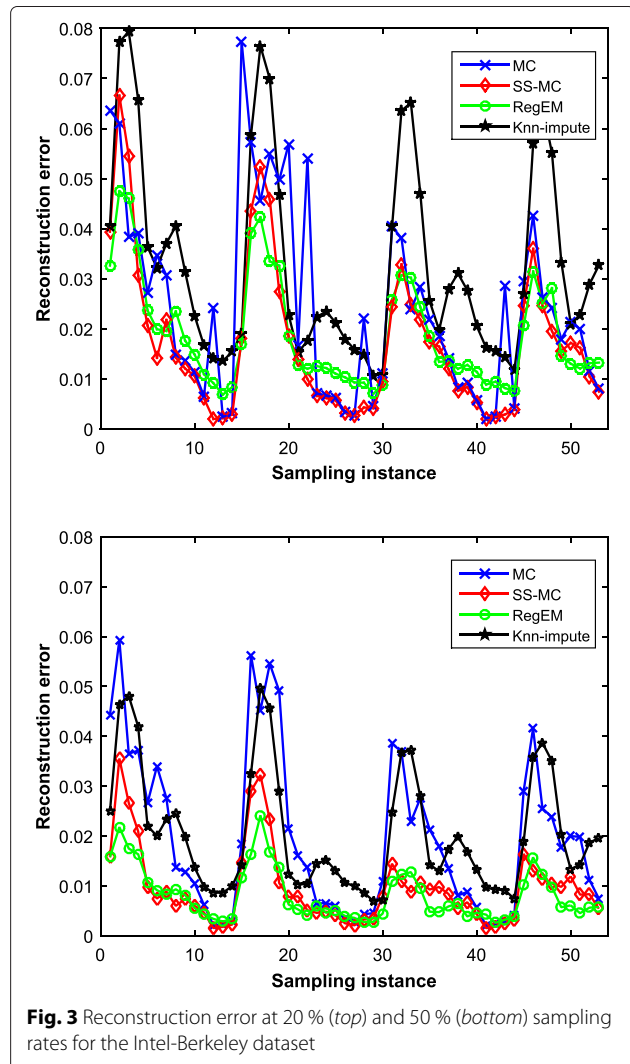 0.08
0.07
0.06
0.05
0.04
0.03
0.02
0.01
0
Reconstruction error
MC
SS-MC
RegEM
Knn-impute
0 10 20 30 40 50
Sampling instance
0.08
0.07
0.06
0.05
0.04
0.03
0.02
0.01
0
Reconstruction error
MC
SS-MC
RegEM
Knn-impute
0 10 20 30 40 50
Sampling instance
Fig. 3 Reconstruction error at 20 % (top) and 50 % (bottom) sampling
rates for the Intel-Berkeley dataset